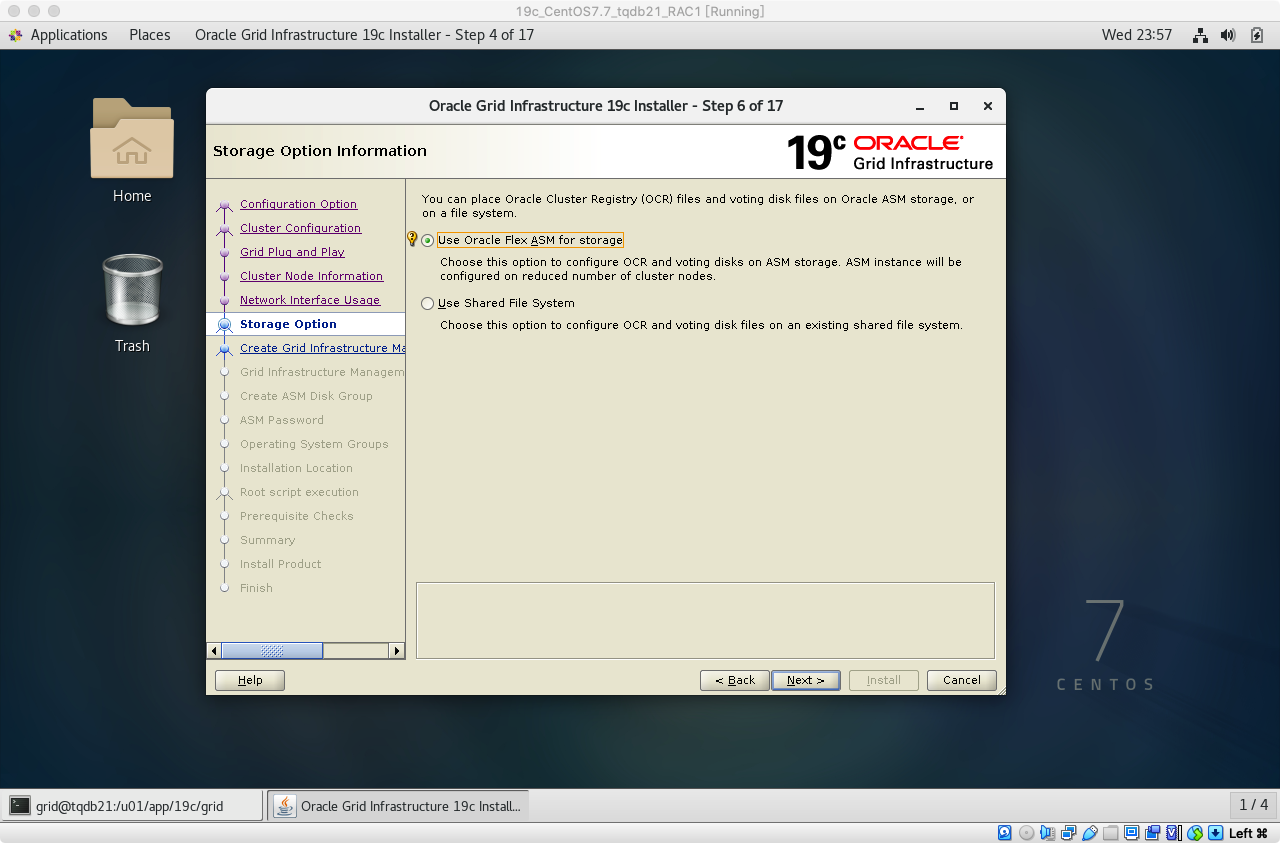 19c_CentOS7.7_tqdb21_RAC1 [Running]
Applications Places Oracle Grid Infrastructure 19c Installer - Step 4 of 17 Wed 23:57
Home
Trash
Oracle Grid Infrastructure 19c Installer - Step 6 of 17
Storage Option Information
19c ORACLE
Grid Infrastructure
Configuration Option
Cluster Configuration
Grid Plug and Play
Cluster Node Information
Network Interface Usage
Storage Option
Create Grid Infrastructure Ma
Grid Infrastructure Managem
Create ASM Disk Group
ASM Password
Operating System Groups
Installation Location
Root script execution
Prerequisite Checks
Summary
Install Product
Finish
You can place Oracle Cluster Registry (OCR) files and voting disk files on Oracle ASM storage, or
on a file system.
Use Oracle Flex ASM for storage
Choose this option to configure OCR and voting disks on ASM storage. ASM instance will be
configured on reduced number of cluster nodes.
Use Shared File System
Choose this option to configure OCR and voting disk files on an existing shared file system.
Help < Back Next > Install Cancel
7
CENTOS
grid@tqdb21:/u01/app/19c/grid Oracle Grid Infrastructure 19c Install... 1 / 4
Left ⌘